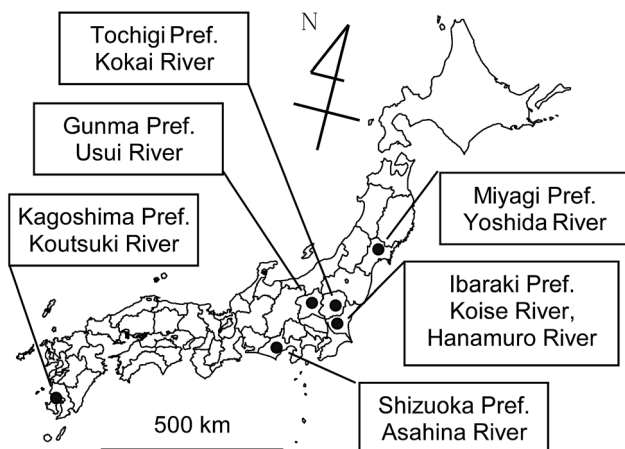 Tochigi Pref.
Kokai River
N
Gunma Pref.
Usui River
Kagoshima Pref.
Koutsuki River
Miyagi Pref.
Yoshida River
Ibaraki Pref.
Koise River,
Hanamuro River
Shizuoka Pref.
Asahina River
500 km